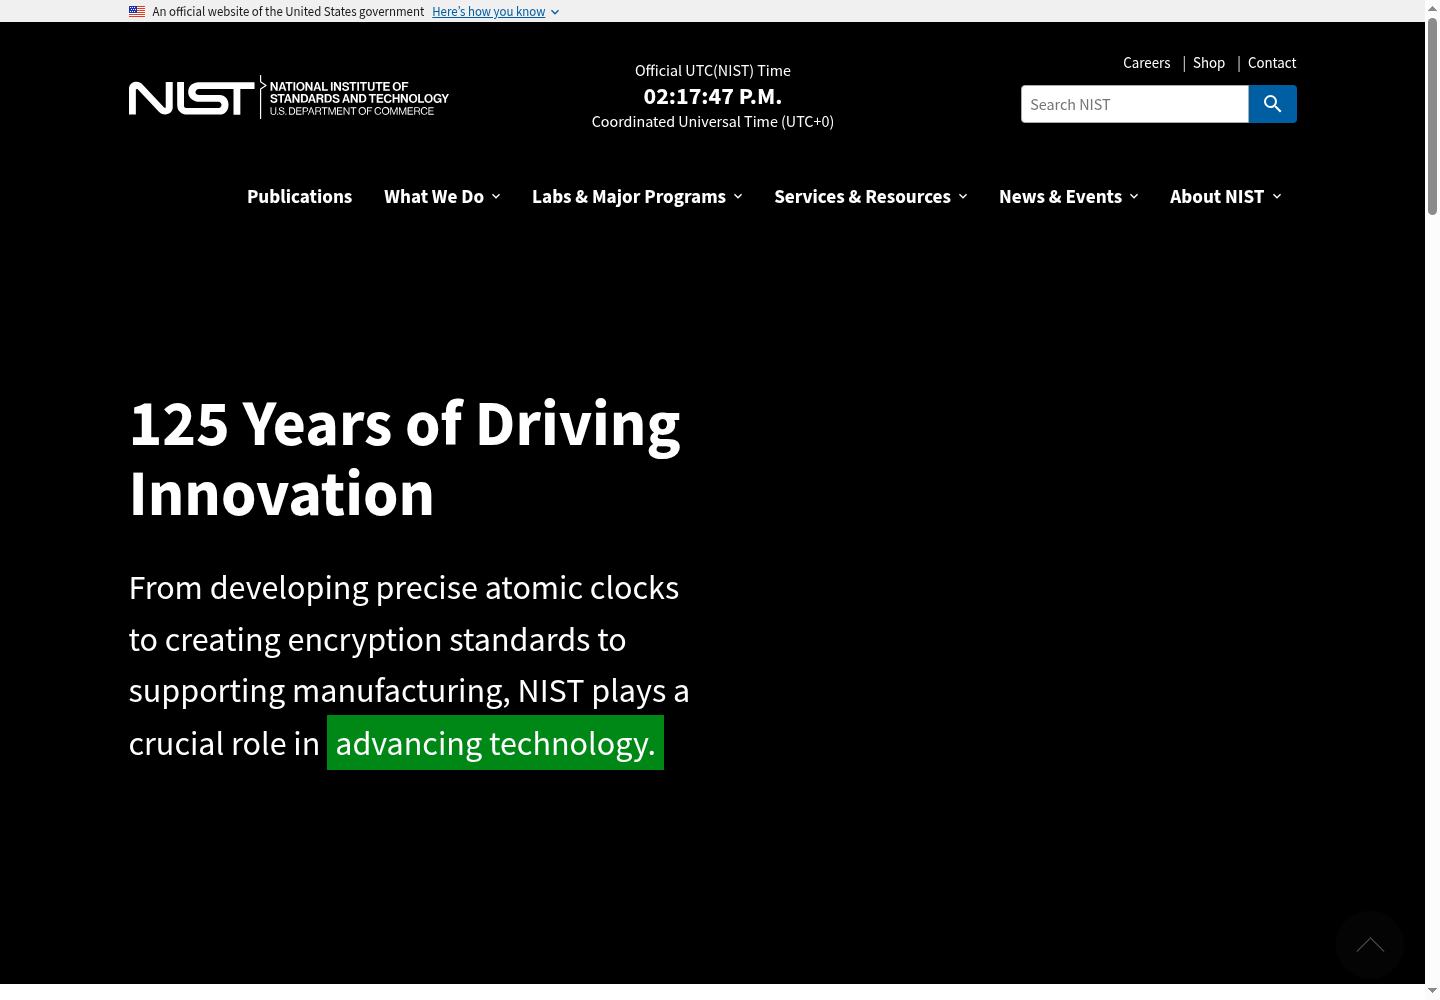 An official website of the United States government Here's how you know
NIST
NATIONAL INSTITUTE OF
STANDARDS AND TECHNOLOGY
U.S. DEPARTMENT OF COMMERCE
Official UTC(NIST) Time
02:17:47 P.M.
Coordinated Universal Time (UTC+0)
Careers | Shop | Contact
Search NIST
Publications What We Do Labs & Major Programs Services & Resources News & Events About NIST
125 Years of Driving
Innovation
From developing precise atomic clocks
to creating encryption standards to
supporting manufacturing, NIST plays a
crucial role in advancing technology.